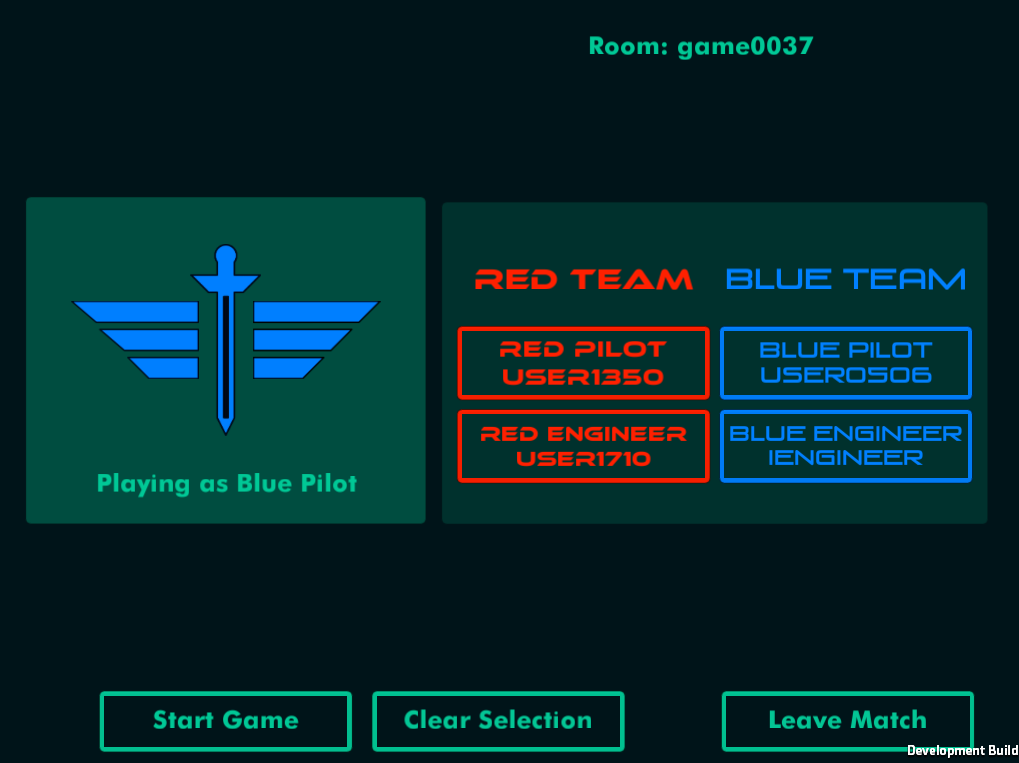 Room: game0037
Playing as Blue Pilot
RED TEAM
BLUE TEAM
RED PILOT
USER1350
BLUE PILOT
USER0506
RED ENGINEER
USER1710
BLUE ENGINEER
IENGINEER
Start Game
Clear Selection
Leave Match
Development Build